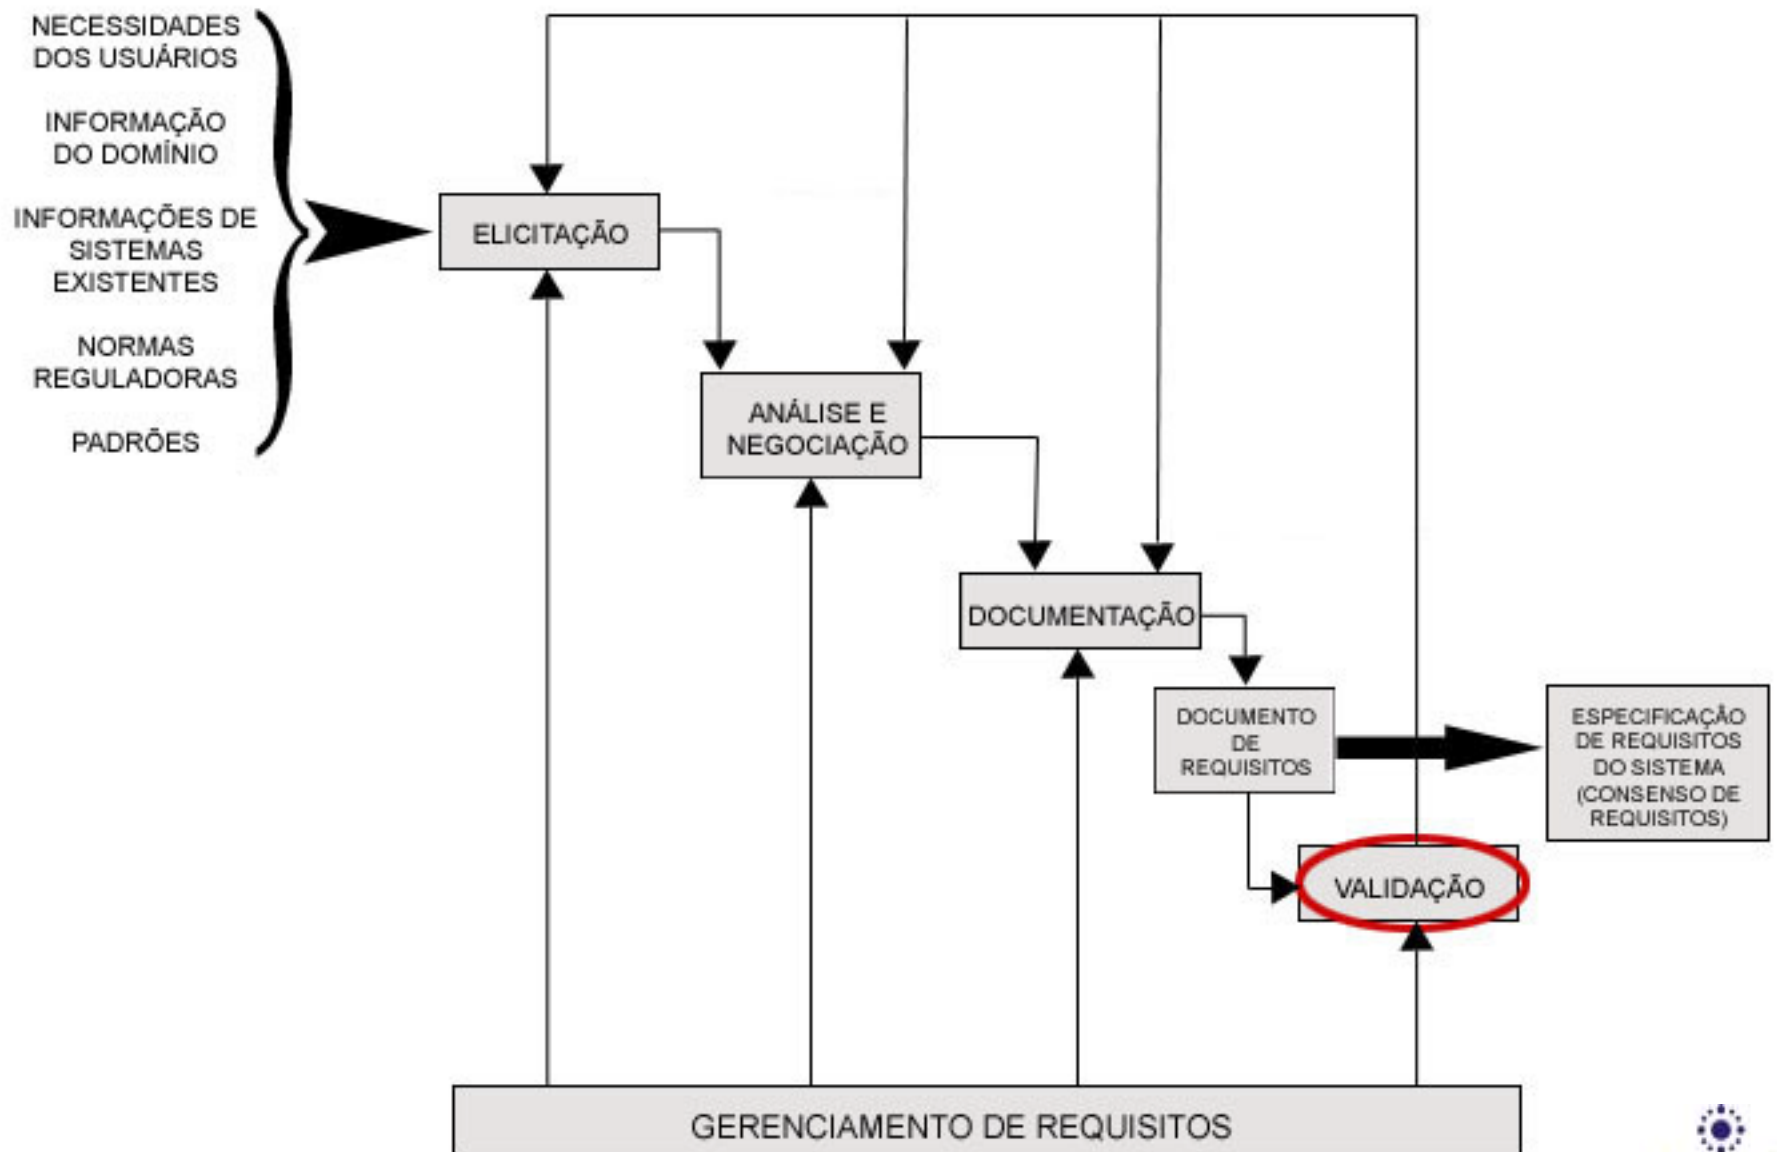 NECESSIDADES
DOS USUÁRIOS
INFORMAÇÃO
DO DOMÍNIO
INFORMAÇÕES DE
SISTEMAS
EXISTENTES
NORMAS
REGULADORAS
PADRÕES
ELICITAÇÃO
ANÁLISE E
NEGOCIAÇÃO
DOCUMENTAÇÃO
DOCUMENTO
DE
REQUISITOS
ESPECIFICAÇÃO
DE REQUISITOS
DO SISTEMA
(CONSENSO DE
REQUISITOS)
VALIDAÇÃO
GERENCIAMENTO DE REQUISITOS